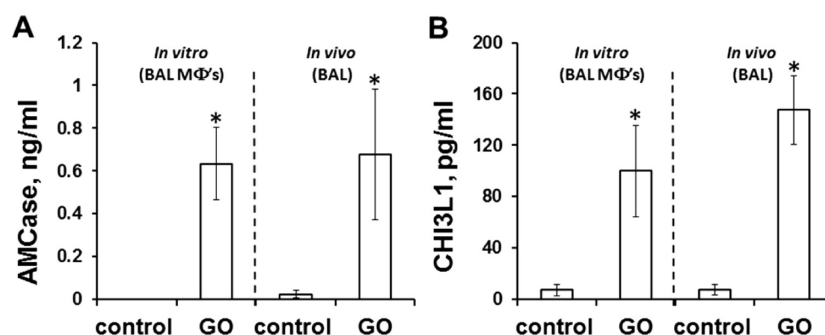 A
AMCase, ng/ml
1.2
1
0.8
0.6
0.4
0.2
0
In vitro
(BAL MΦ's)
In vivo
(BAL)
*
*
control GO control GO
B
CHI3L1, pg/ml
200
160
120
80
40
0
In vitro
(BAL MΦ's)
In vivo
(BAL)
*
*
control GO control GO